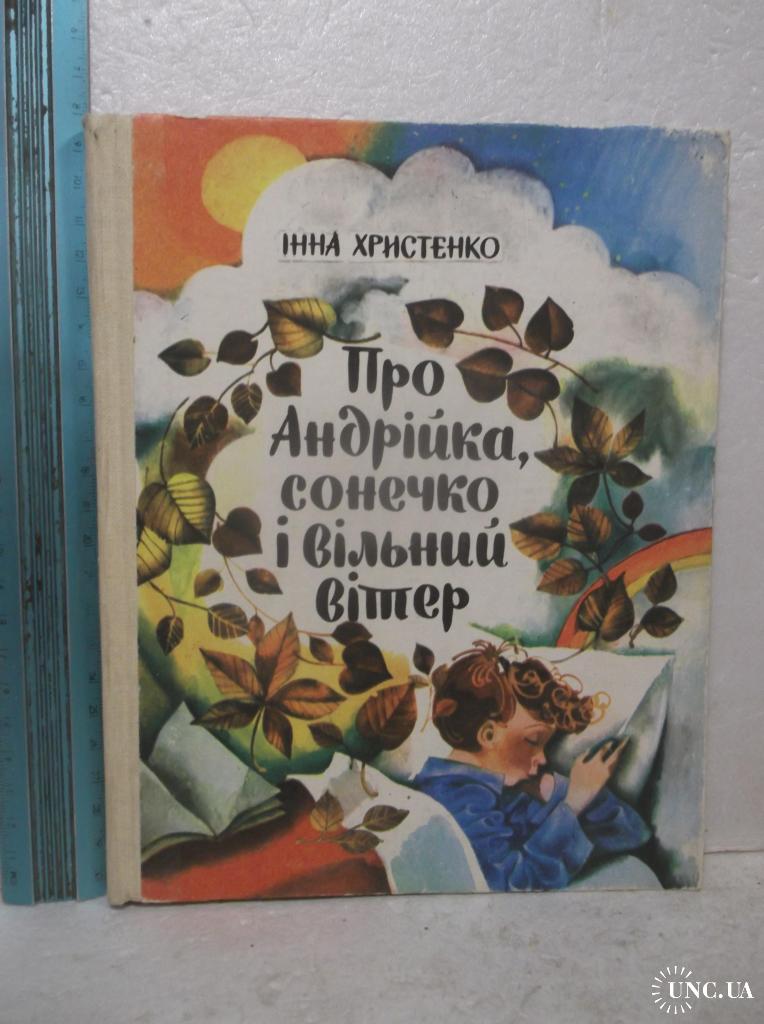 ІННА ХРИСТЕНКО
Про
Андрійка,
сонечко
і вільний
вітер
UNC.UA